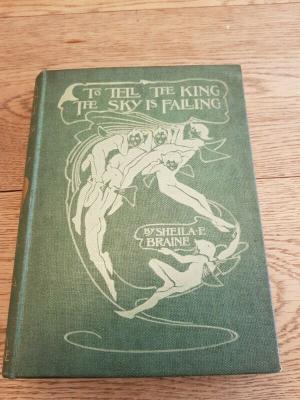 TO TELL THE KING
THE SKY IS FALLING
BY SHEILA·E
BRAINE